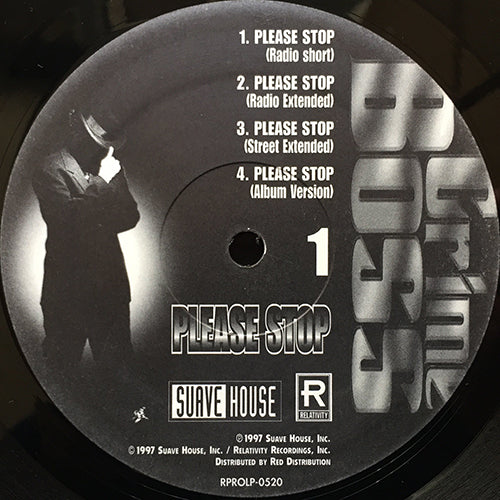 1. PLEASE STOP
(Radio short)
2. PLEASE STOP
(Radio Extended)
3. PLEASE STOP
(Street Extended)
4. PLEASE STOP
(Album Version)
1
Crime
BOSS
PLEASE STOP
SUAVE HOUSE
R
RELATIVITY
℗1997 SUAVE HOUSE, INC.
©1997 SUAVE HOUSE, INC. / RELATIVITY RECORDINGS, INC.
DISTRIBUTED BY RED DISTRIBUTION
RPROLP-0520